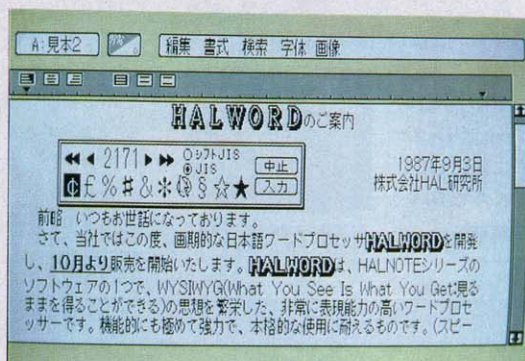 A:見本2 編集 書式 検索 字体 画像
HALWORDのご案内
◀◀ ◀ 2171 ▶ ▶▶ ○シフトJIS
◉JIS 中止
¢£%#&*@§☆★ 入力
1987年9月3日
株式会社HAL研究所
前略 いつもお世話になっております。
さて、当社ではこの度、画期的な日本語ワードプロセッサHALWORDを開発
し、10月より販売を開始いたします。HALWORDは、HALNOTEシリーズの
ソフトウェアの1つで、WYSIWYG(What You See Is What You Get:見る
ままを得ることができる)の思想を繁栄した、非常に表現能力の高いワードプロセ
ッサーです。機能的にも極めて強力で、本格的な使用に耐えるものです。(スピー